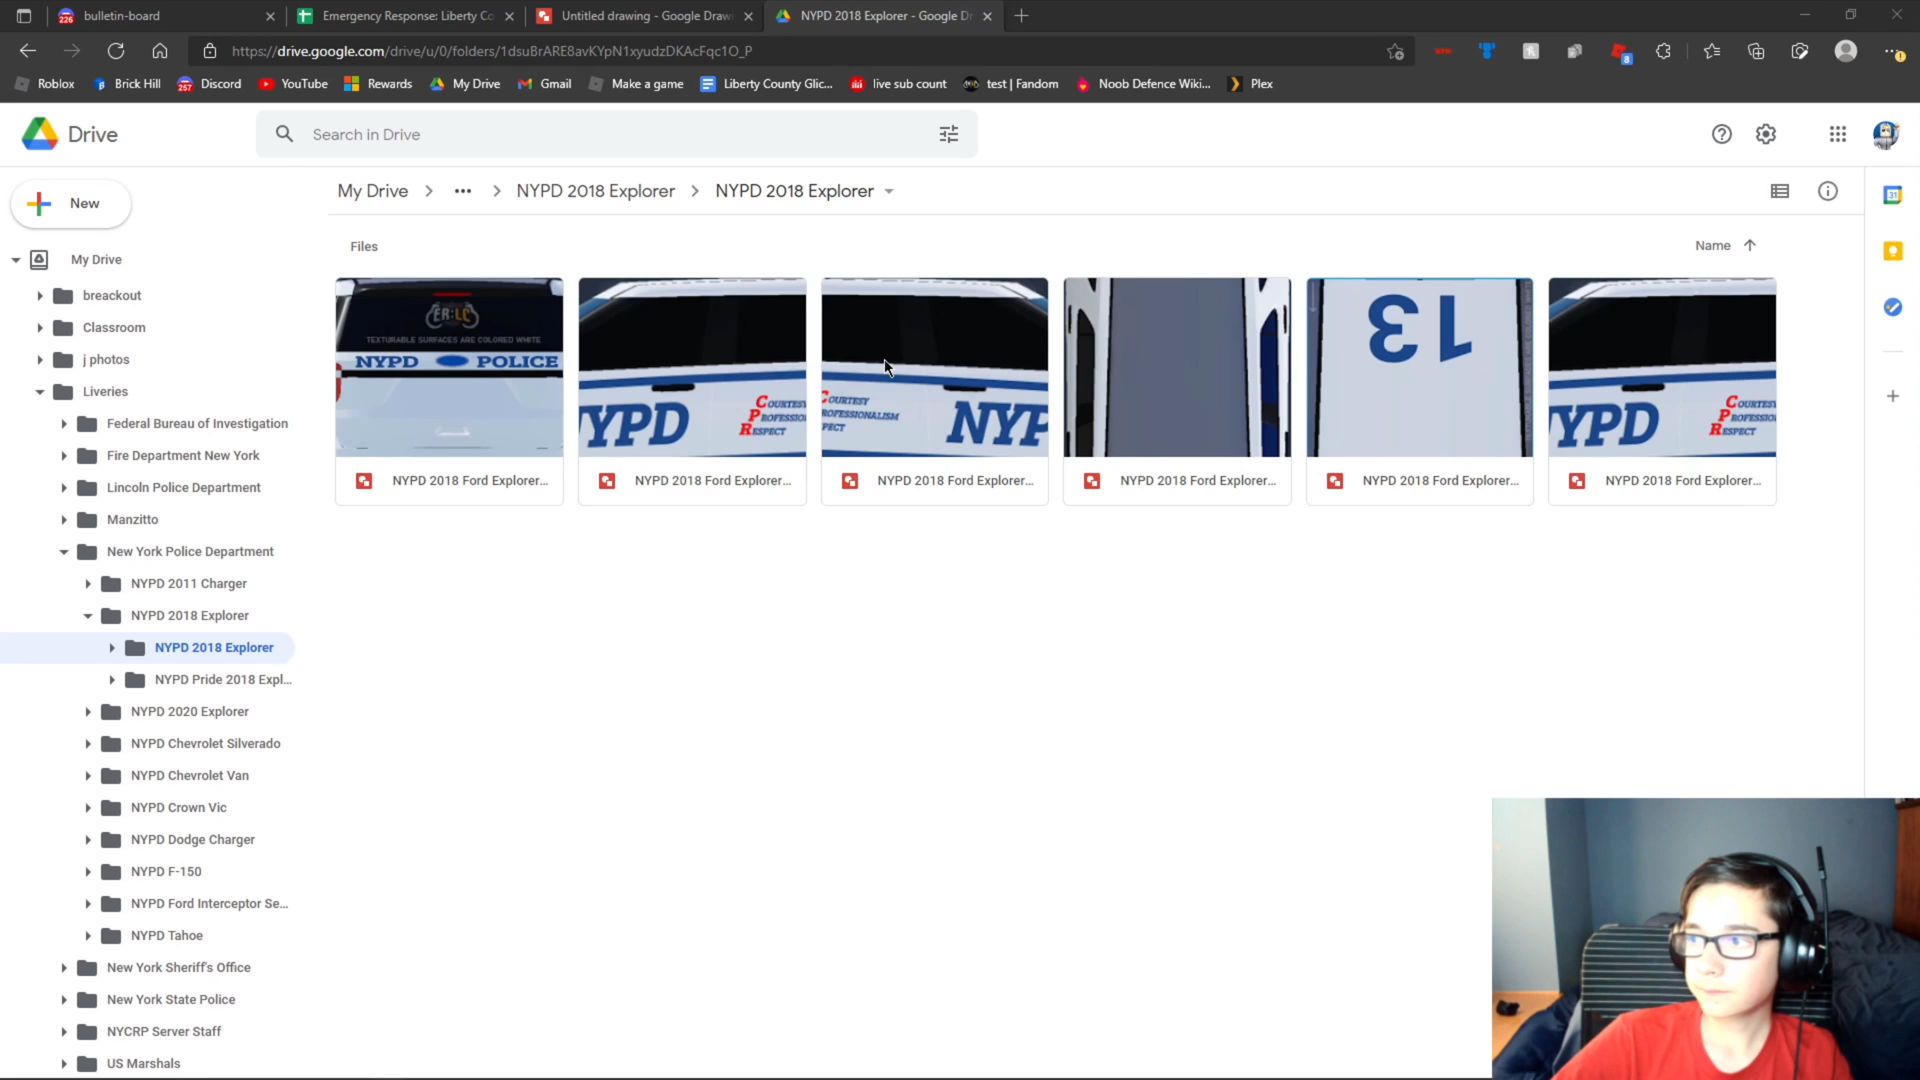 bulletin-board
Emergency Response: Liberty Co
Untitled drawing - Google Draw
NYPD 2018 Explorer - Google Dr
https://drive.google.com/drive/u/0/folders/1dsuBrARE8avKYpN1xyudzDKAcFqc1O_P
8
Roblox
Brick Hill
257 Discord
YouTube
Rewards
My Drive
Gmail
Make a game
Liberty County Glic...
live sub count
test | Fandom
Noob Defence Wiki...
Plex
Drive
Search in Drive
New
My Drive
breackout
Classroom
j photos
Liveries
Federal Bureau of Investigation
Fire Department New York
Lincoln Police Department
Manzitto
New York Police Department
NYPD 2011 Charger
NYPD 2018 Explorer
NYPD 2018 Explorer
NYPD Pride 2018 Expl...
NYPD 2020 Explorer
NYPD Chevrolet Silverado
NYPD Chevrolet Van
NYPD Crown Vic
NYPD Dodge Charger
NYPD F-150
NYPD Ford Interceptor Se...
NYPD Tahoe
New York Sheriff's Office
New York State Police
NYCRP Server Staff
US Marshals
My Drive
NYPD 2018 Explorer
NYPD 2018 Explorer
Files
Name
ER:LC
TEXTURABLE SURFACES ARE COLORED WHITE
NYPD POLICE
YPD
COURTESY
PROFESSIO
RESPECT
COURTESY
PROFESSIONALISM
PECT
NYP
13
YPD
COURTESY
PROFESSIO
RESPECT
NYPD 2018 Ford Explorer...
NYPD 2018 Ford Explorer...
NYPD 2018 Ford Explorer...
NYPD 2018 Ford Explorer...
NYPD 2018 Ford Explorer...
NYPD 2018 Ford Explorer...
31